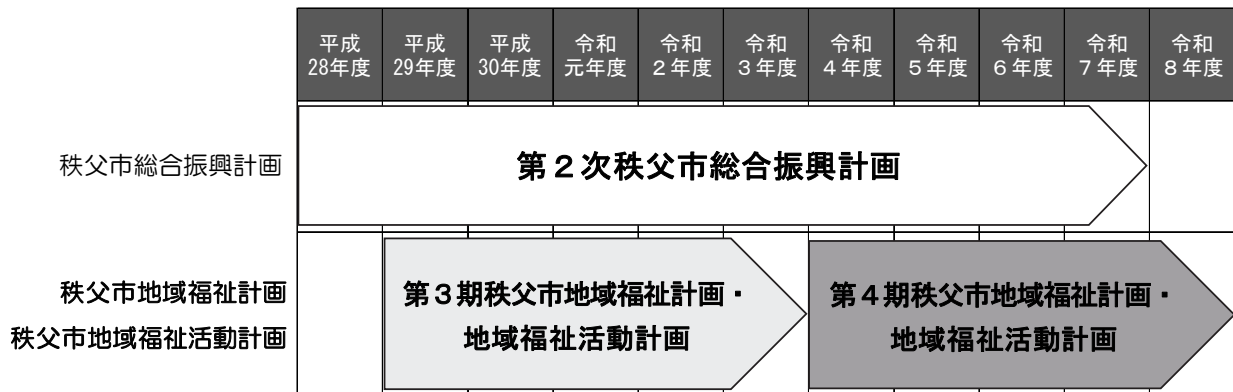 平成
28年度
平成
29年度
平成
30年度
令和
元年度
令和
２年度
令和
３年度
令和
４年度
令和
５年度
令和
６年度
令和
７年度
令和
８年度
秩父市総合振興計画
第２次秩父市総合振興計画
秩父市地域福祉計画
秩父市地域福祉活動計画
第３期秩父市地域福祉計画・
地域福祉活動計画
第４期秩父市地域福祉計画・
地域福祉活動計画